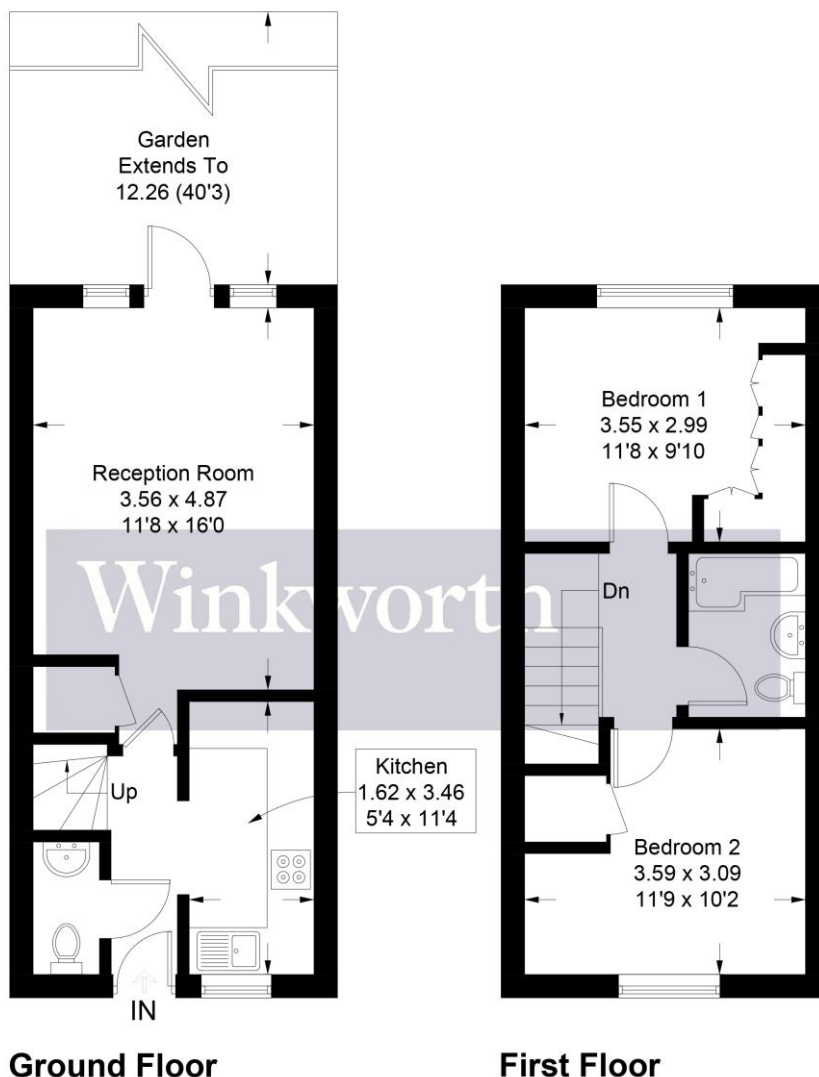 Garden
Extends To
12.26 (40'3)
Reception Room
3.56 x 4.87
11'8 x 16'0
Winkworth
Up
Kitchen
1.62 x 3.46
5'4 x 11'4
IN
Ground Floor
Bedroom 1
3.55 x 2.99
11'8 x 9'10
Dn
Bedroom 2
3.59 x 3.09
11'9 x 10'2
First Floor